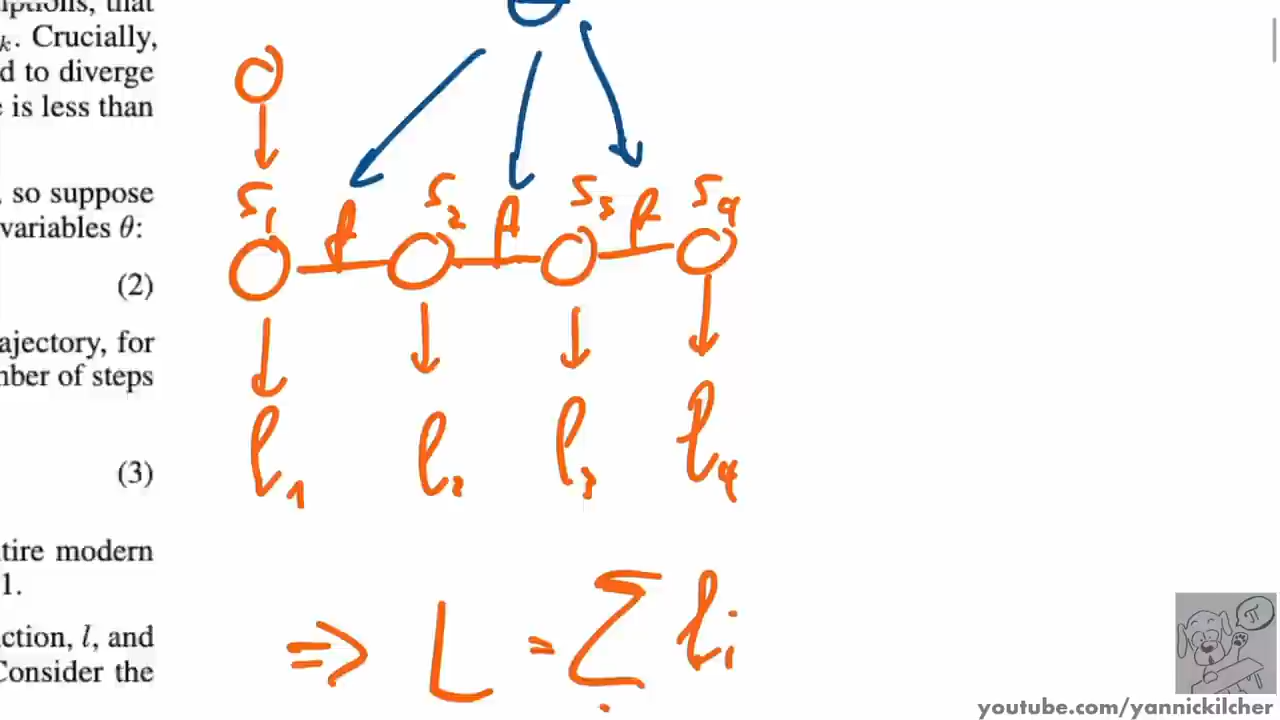 ptions, that
k. Crucially,
d to diverge
e is less than
, so suppose
variables θ:
(2)
ajectory, for
nber of steps
(3)
tire modern
1.
ction, l, and
Consider the
θ
S1 S2 S3 S4
f f f
l1 l2 l3 l4
⇒ L = Σ li
i
π
youtube.com/yannickilcher